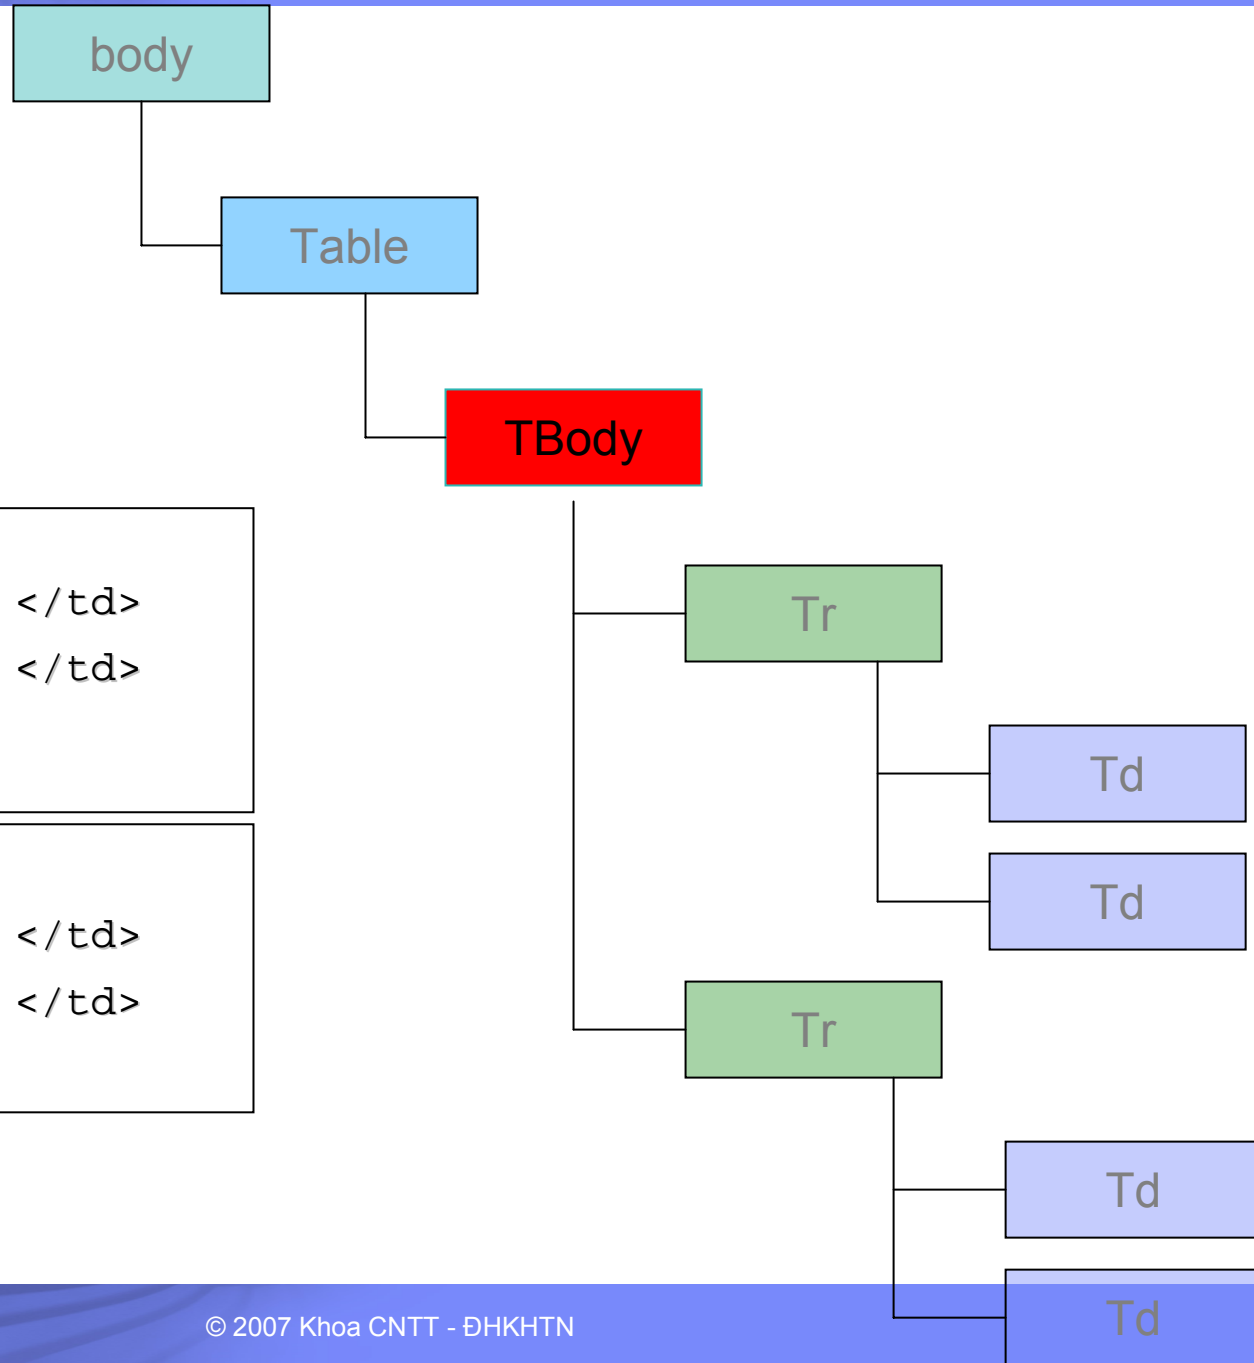 body
Table
TBody
</td>
</td>
Tr
Td
Td
</td>
</td>
Tr
Td
Td
© 2007 Khoa CNTT - ĐHKHTN